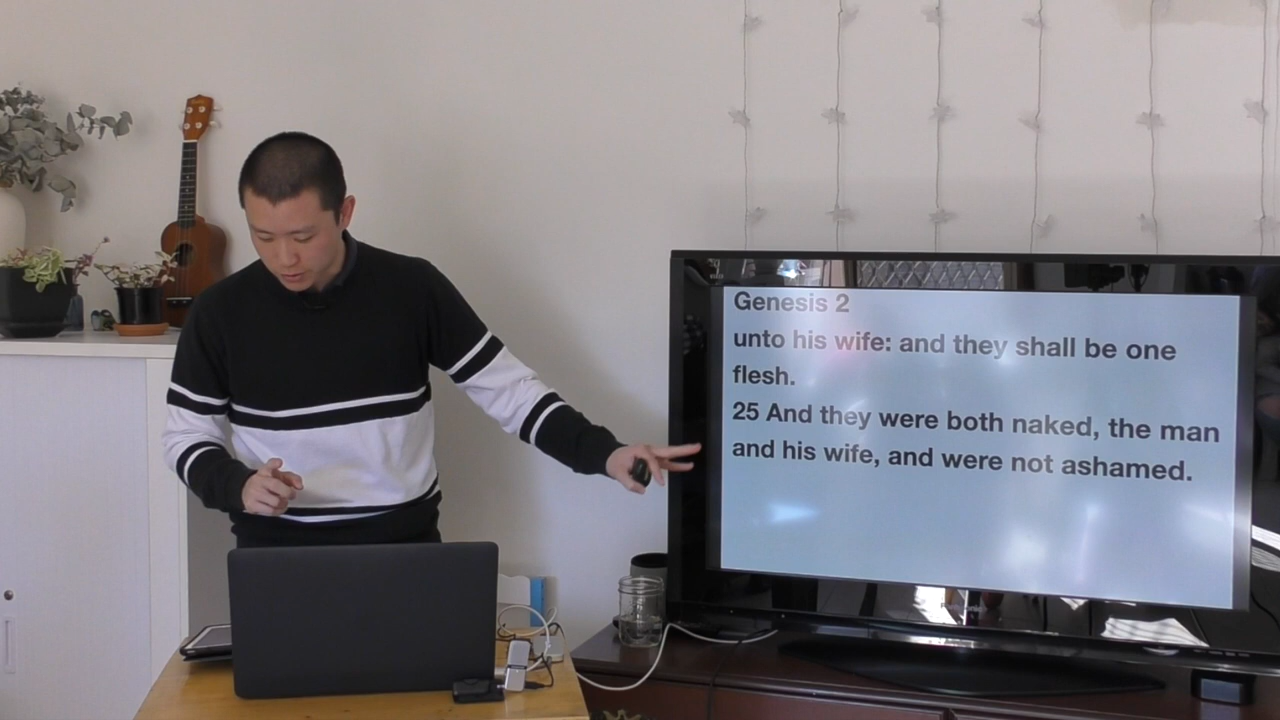 Genesis 2
unto his wife: and they shall be one
flesh.
25 And they were both naked, the man
and his wife, and were not ashamed.